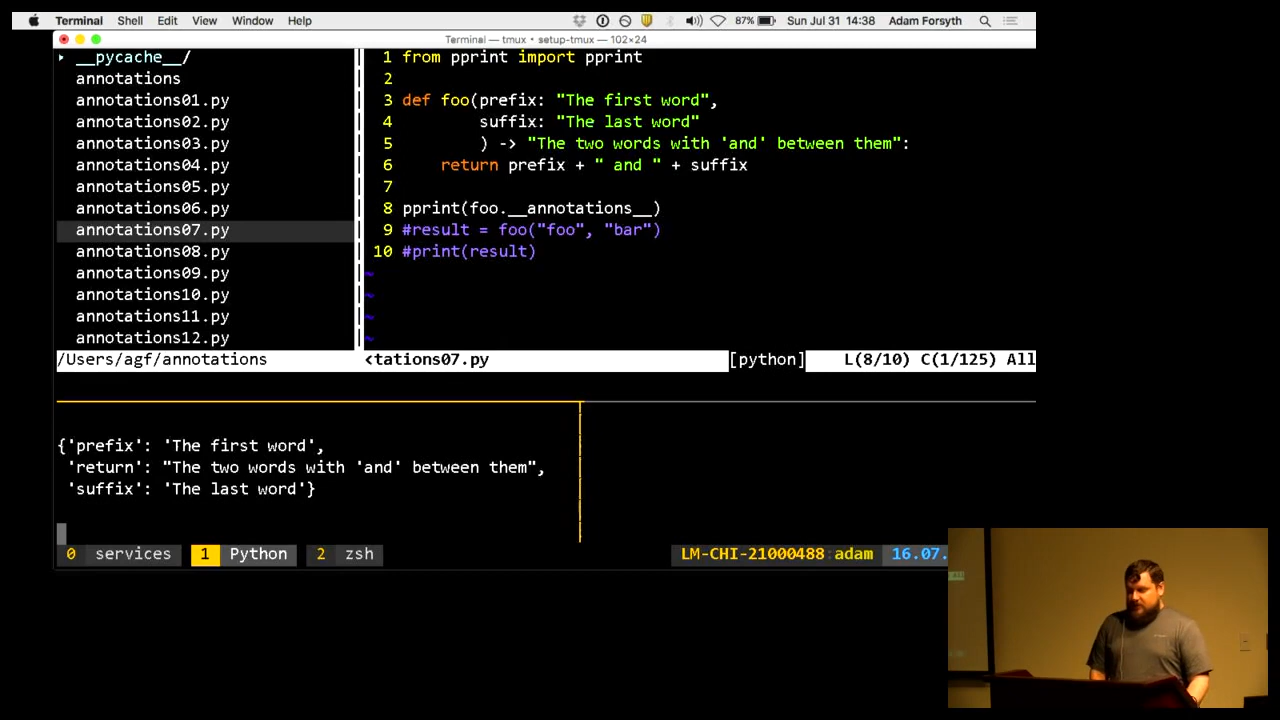 Terminal Shell Edit View Window Help 87% Sun Jul 31 14:38 Adam Forsyth
Terminal — tmux • setup-tmux — 102×24
▸ __pycache__/
annotations
annotations01.py
annotations02.py
annotations03.py
annotations04.py
annotations05.py
annotations06.py
annotations07.py
annotations08.py
annotations09.py
annotations10.py
annotations11.py
annotations12.py
/Users/agf/annotations
1 from pprint import pprint
2
3 def foo(prefix: "The first word",
4         suffix: "The last word"
5         ) -> "The two words with 'and' between them":
6     return prefix + " and " + suffix
7
8 pprint(foo.__annotations__)
9 #result = foo("foo", "bar")
10 #print(result)
~
~
~
~
<tations07.py [python] L(8/10) C(1/125) All
{'prefix': 'The first word',
 'return': "The two words with 'and' between them",
 'suffix': 'The last word'}
0 services 1 Python 2 zsh LM-CHI-21000488:adam 16.07.